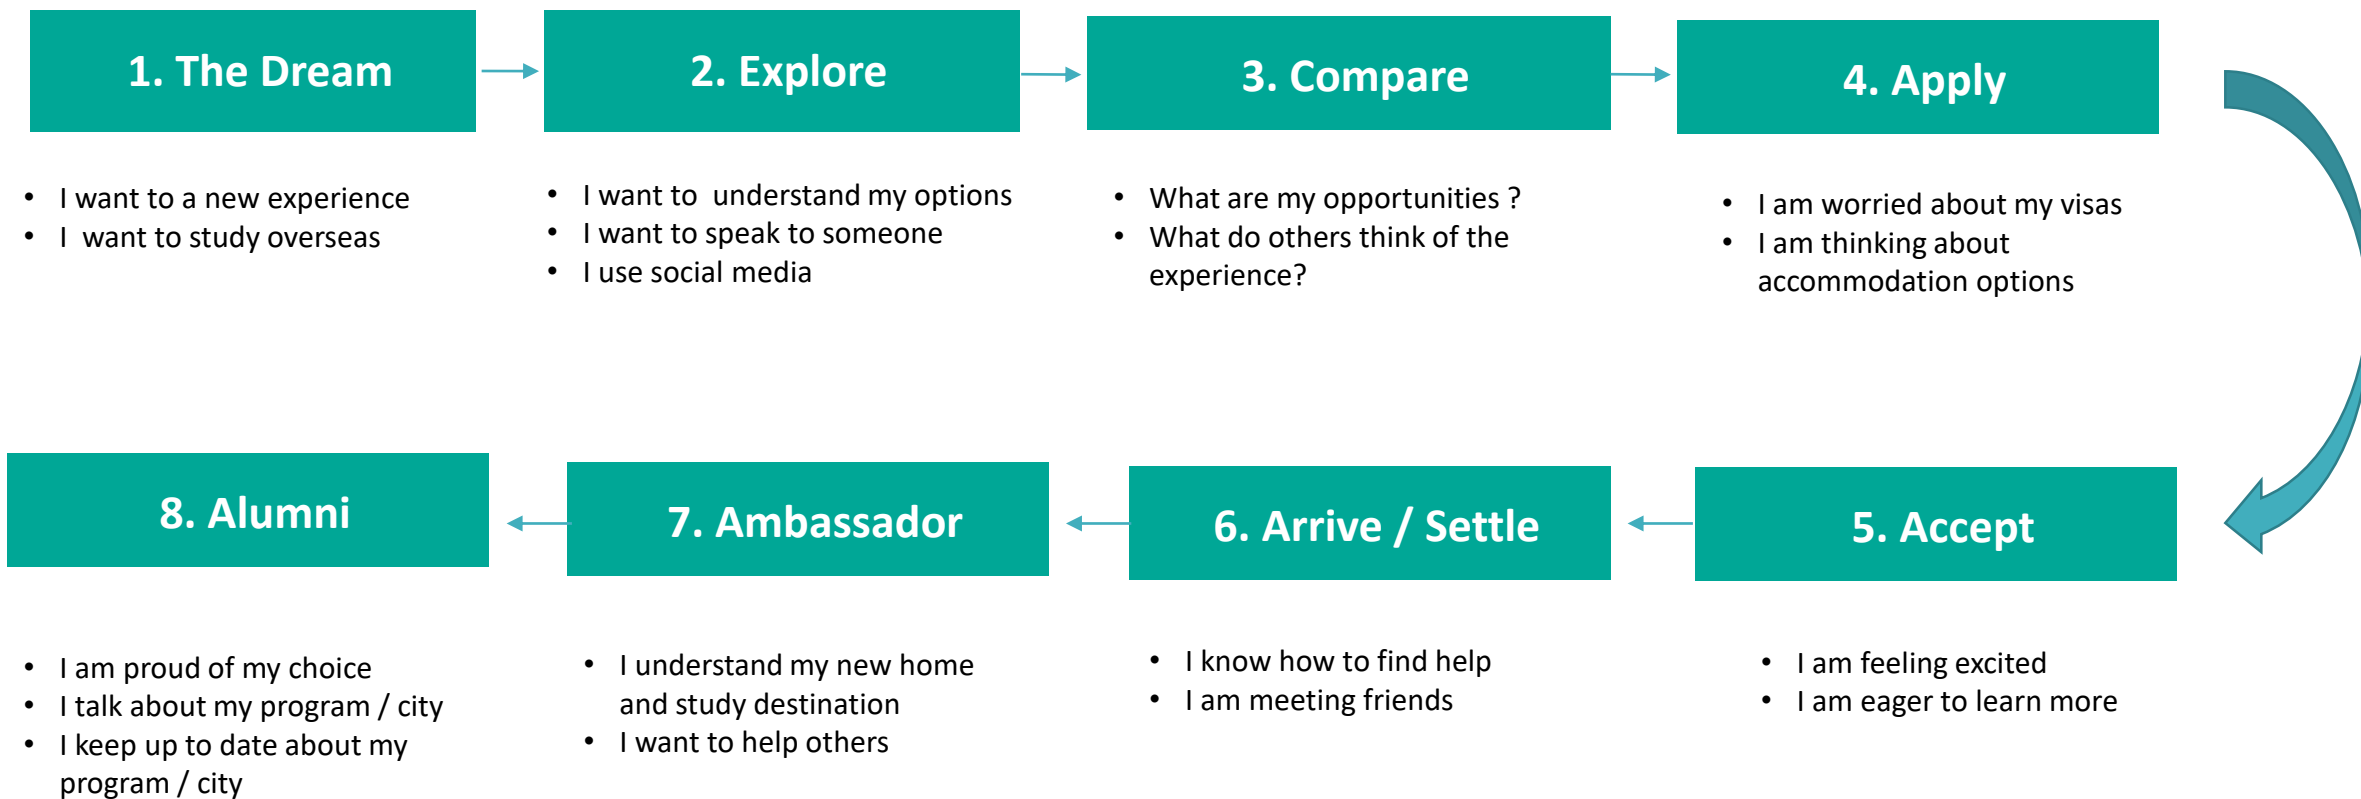 1. The Dream
• I want to a new experience
• I  want to study overseas
2. Explore
• I want to  understand my options
• I want to speak to someone
• I use social media
3. Compare
• What are my opportunities ?
• What do others think of the
experience?
4. Apply
• I am worried about my visas
• I am thinking about
accommodation options
5. Accept
• I am feeling excited
• I am eager to learn more
6. Arrive / Settle
• I know how to find help
• I am meeting friends
7. Ambassador
• I understand my new home
and study destination
• I want to help others
8. Alumni
• I am proud of my choice
• I talk about my program / city
• I keep up to date about my
program / city